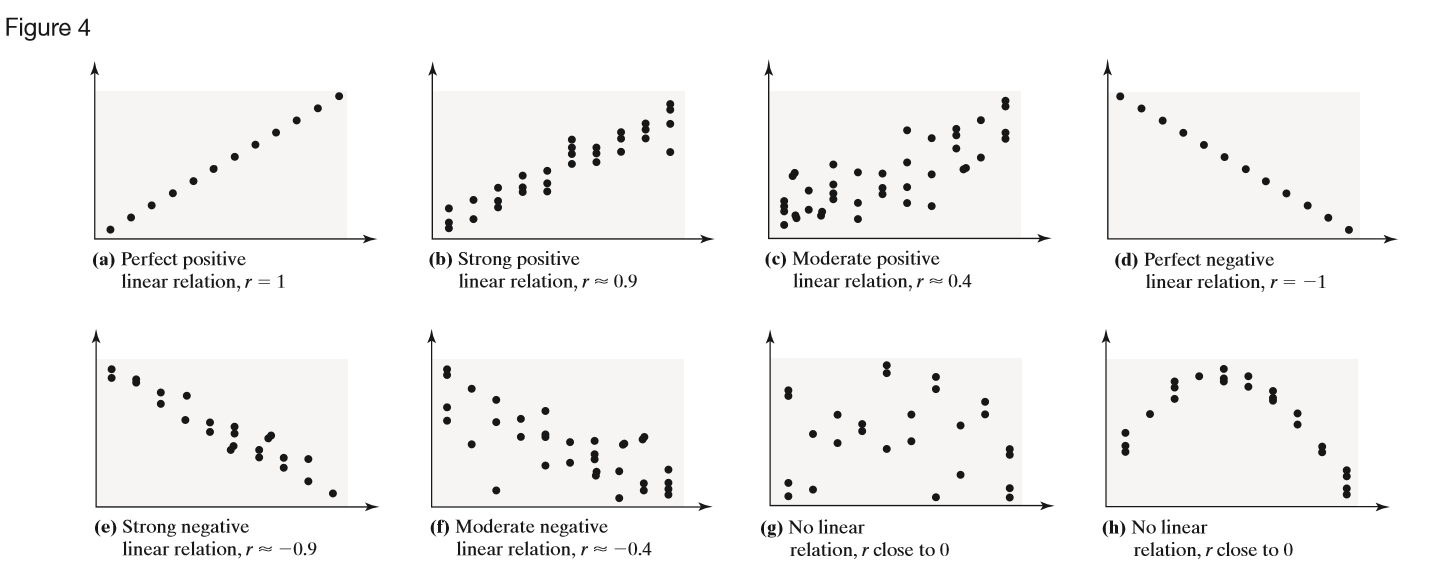 Figure 4
(a) Perfect positive
linear relation, r = 1
(b) Strong positive
linear relation, r ≈ 0.9
(c) Moderate positive
linear relation, r ≈ 0.4
(d) Perfect negative
linear relation, r = −1
(e) Strong negative
linear relation, r ≈ −0.9
(f) Moderate negative
linear relation, r ≈ −0.4
(g) No linear
relation, r close to 0
(h) No linear
relation, r close to 0